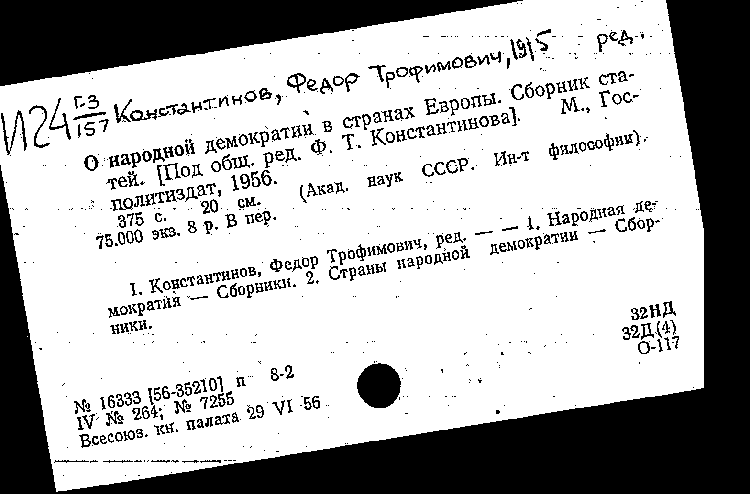 И24 Г-3/157 Константинов, Федор Трофимович, 1915 ред.
О народной демократии в странах Европы. Сборник ста-
тей. [Под общ. ред. Ф. Т. Константинова]. М., Гос-
политиздат, 1956.
375 с. 20 см. (Акад. наук СССР. Ин-т философии).
75.000 экз. 8 р. В пер.
1. Константинов, Федор Трофимович, ред. — — 1. Народная де-
мократия — Сборники. 2. Страны народной демократии — Сбор-
ники.
32НД
32Д(4)
О-117
№ 16333 [56-35210] п 8-2
IV № 264; № 7255
Всесоюз. кн. палата 29 VI 56